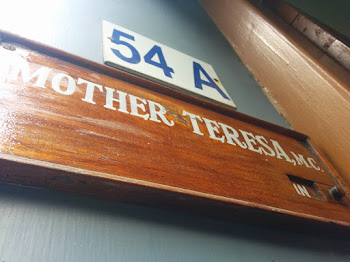 54 A
MOTHER TERESA, M.C.
IN